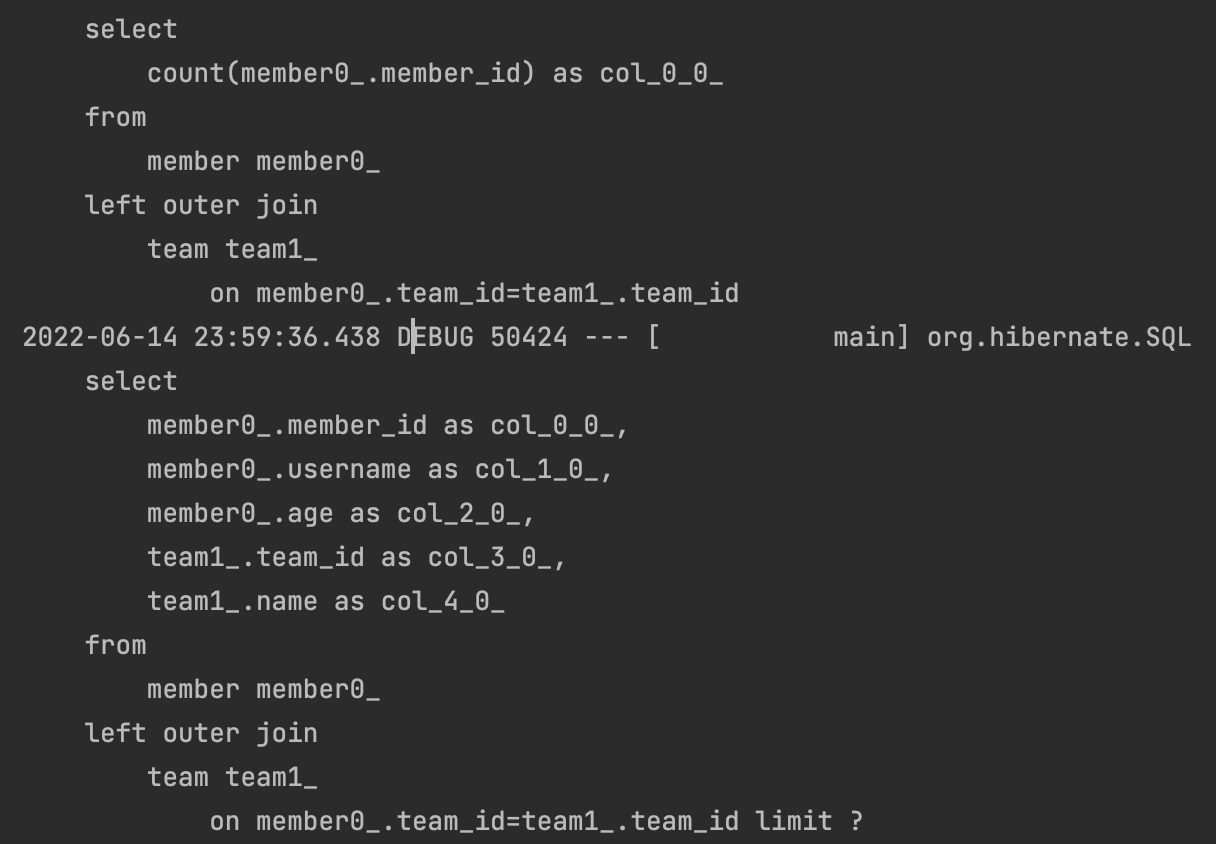 select
count(member0_.member_id) as col_0_0_
from
member member0_
left outer join
team team1_
on member0_.team_id=team1_.team_id
2022-06-14 23:59:36.438 DEBUG 50424 --- [           main] org.hibernate.SQL
select
member0_.member_id as col_0_0_,
member0_.username as col_1_0_,
member0_.age as col_2_0_,
team1_.team_id as col_3_0_,
team1_.name as col_4_0_
from
member member0_
left outer join
team team1_
on member0_.team_id=team1_.team_id limit ?